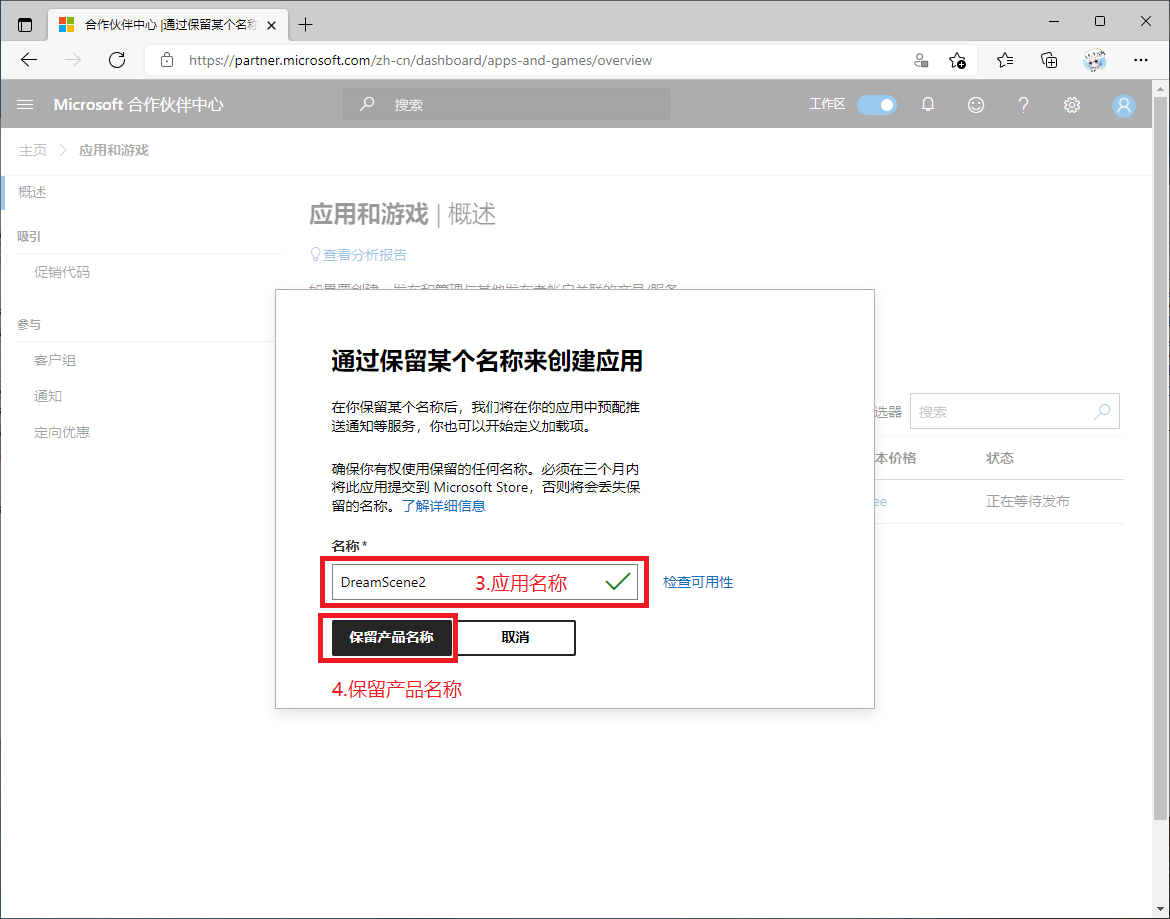 合作伙伴中心 |通过保留某个名称
https://partner.microsoft.com/zh-cn/dashboard/apps-and-games/overview
Microsoft 合作伙伴中心
搜索
工作区
主页
应用和游戏
概述
吸引
促销代码
参与
客户组
通知
定向优惠
应用和游戏 | 概述
查看分析报告
如果要创建、发布和管理与其他发布者帐户关联的产品/服务
通过保留某个名称来创建应用
在你保留某个名称后，我们将在你的应用中预配推
送通知等服务，你也可以开始定义加载项。
确保你有权使用保留的任何名称。必须在三个月内
将此应用提交到 Microsoft Store，否则将会丢失保
留的名称。了解详细信息
名称*
DreamScene2
3.应用名称
检查可用性
保留产品名称
取消
4.保留产品名称
选器
搜索
本价格
状态
ee
正在等待发布